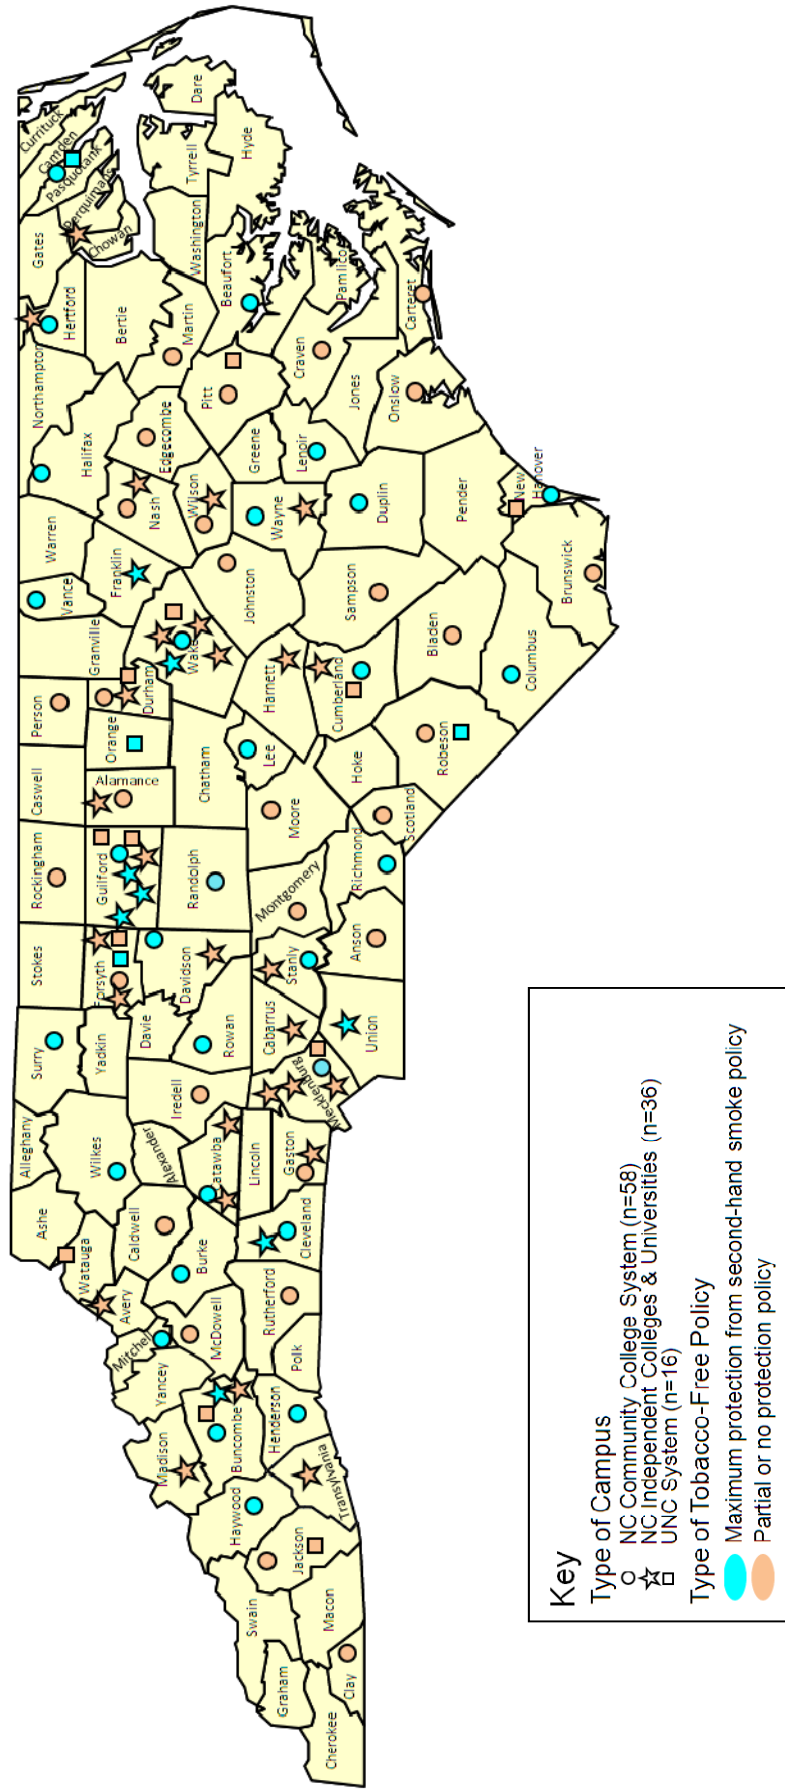 Cherokee
Graham
Clay
Swain
Macon
Jackson
Haywood
Transylvania
Madison
Buncombe
Henderson
Yancey
Mitchell
McDowell
Polk
Rutherford
Avery
Watauga
Caldwell
Burke
Cleveland
Ashe
Alleghany
Wilkes
Alexander
Catawba
Lincoln
Gaston
Iredell
Mecklenburg
Surry
Yadkin
Davie
Rowan
Cabarrus
Union
Stokes
Forsyth
Davidson
Stanly
Anson
Rockingham
Guilford
Randolph
Montgomery
Richmond
Caswell
Alamance
Chatham
Moore
Scotland
Person
Orange
Durham
Lee
Hoke
Robeson
Granville
Wake
Harnett
Cumberland
Bladen
Columbus
Vance
Warren
Franklin
Johnston
Sampson
Brunswick
Halifax
Nash
Wilson
Wayne
Duplin
Pender
New
Hanover
Northampton
Edgecombe
Greene
Lenoir
Jones
Onslow
Hertford
Bertie
Martin
Pitt
Craven
Carteret
Gates
Chowan
Perquimans
Pasquotank
Camden
Currituck
Washington
Beaufort
Pamlico
Tyrrell
Hyde
Dare
Key
Type of Campus
NC Community College System (n=58)
NC Independent Colleges & Universities (n=36)
UNC System (n=16)
Type of Tobacco-Free Policy
Maximum protection from second-hand smoke policy
Partial or no protection policy